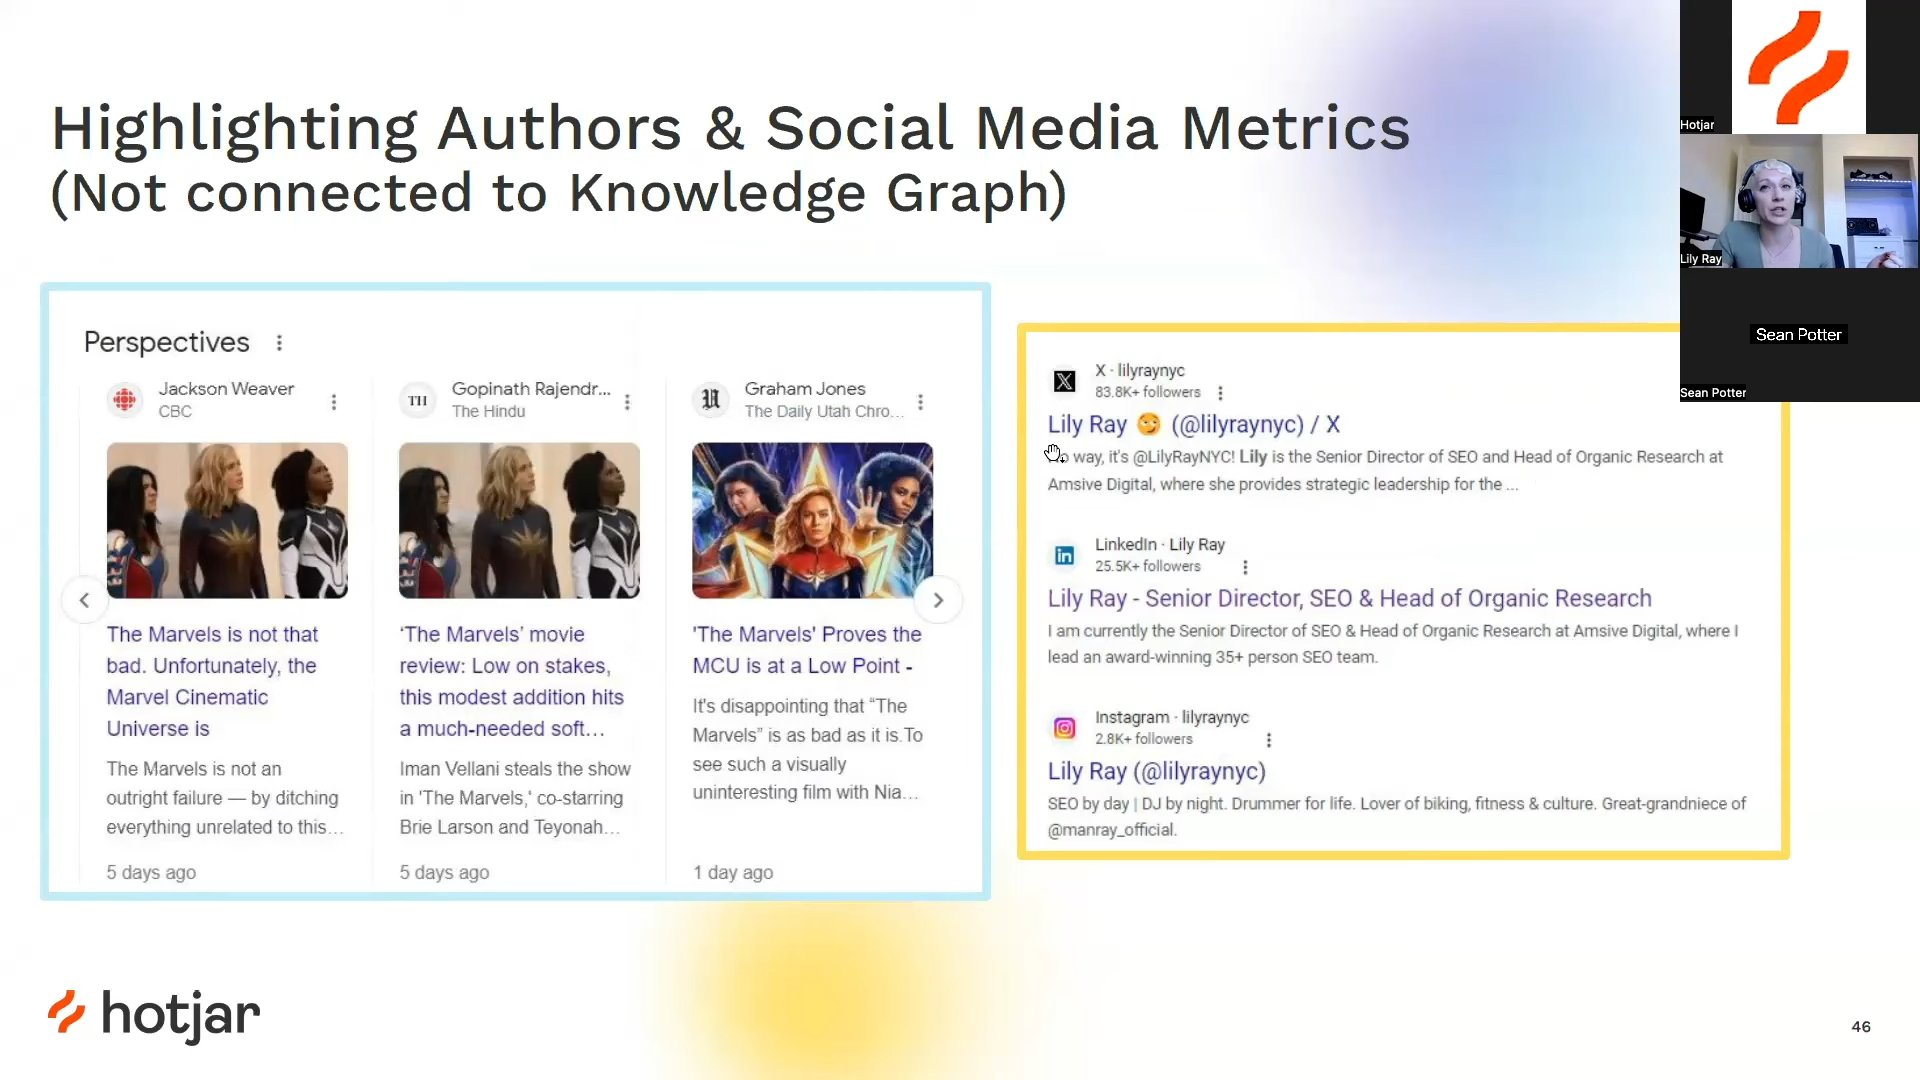 Highlighting Authors & Social Media Metrics
(Not connected to Knowledge Graph)
Perspectives
Jackson Weaver
CBC
The Marvels is not that
bad. Unfortunately, the
Marvel Cinematic
Universe is
The Marvels is not an
outright failure — by ditching
everything unrelated to this…
5 days ago
TH
Gopinath Rajendr...
The Hindu
‘The Marvels’ movie
review: Low on stakes,
this modest addition hits
a much-needed soft…
Iman Vellani steals the show
in 'The Marvels,' co-starring
Brie Larson and Teyonah…
5 days ago
Graham Jones
The Daily Utah Chro...
'The Marvels' Proves the
MCU is at a Low Point -
It's disappointing that “The
Marvels” is as bad as it is.To
see such a visually
uninteresting film with Nia…
1 day ago
X · lilyraynyc
83.8K+ followers
Lily Ray 😏 (@lilyraynyc) / X
way, it's @LilyRayNYC! Lily is the Senior Director of SEO and Head of Organic Research at
Amsive Digital, where she provides strategic leadership for the ...
in
LinkedIn · Lily Ray
25.5K+ followers
Lily Ray - Senior Director, SEO & Head of Organic Research
I am currently the Senior Director of SEO & Head of Organic Research at Amsive Digital, where I
lead an award-winning 35+ person SEO team.
Instagram · lilyraynyc
2.8K+ followers
Lily Ray (@lilyraynyc)
SEO by day | DJ by night. Drummer for life. Lover of biking, fitness & culture. Great-grandniece of
@manray_official.
Hotjar
Lily Ray
Sean Potter
Sean Potter
hotjar
46